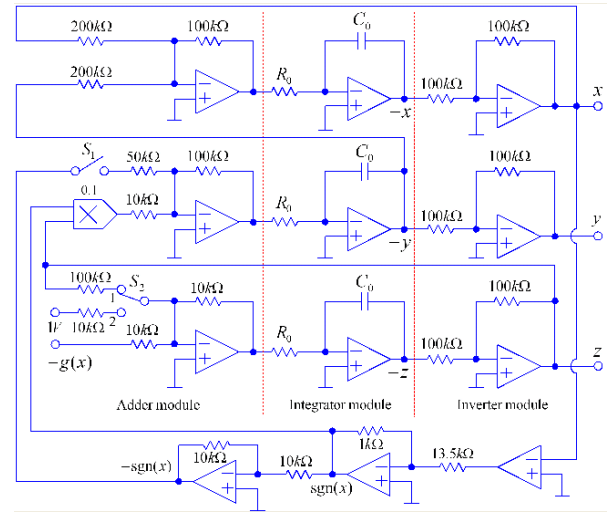 200kΩ 100kΩ C₀ 100kΩ
200kΩ R₀ 100kΩ x
−x
S₁ 50kΩ 100kΩ C₀ 100kΩ
0.1 10kΩ R₀ 100kΩ y
−y
100kΩ S₂ 10kΩ C₀ 100kΩ
1
1V 10kΩ 2 10kΩ R₀ 100kΩ z
−g(x) −z
Adder module Integrator module Inverter module
1kΩ
−sgn(x) 10kΩ 10kΩ sgn(x) 13.5kΩ